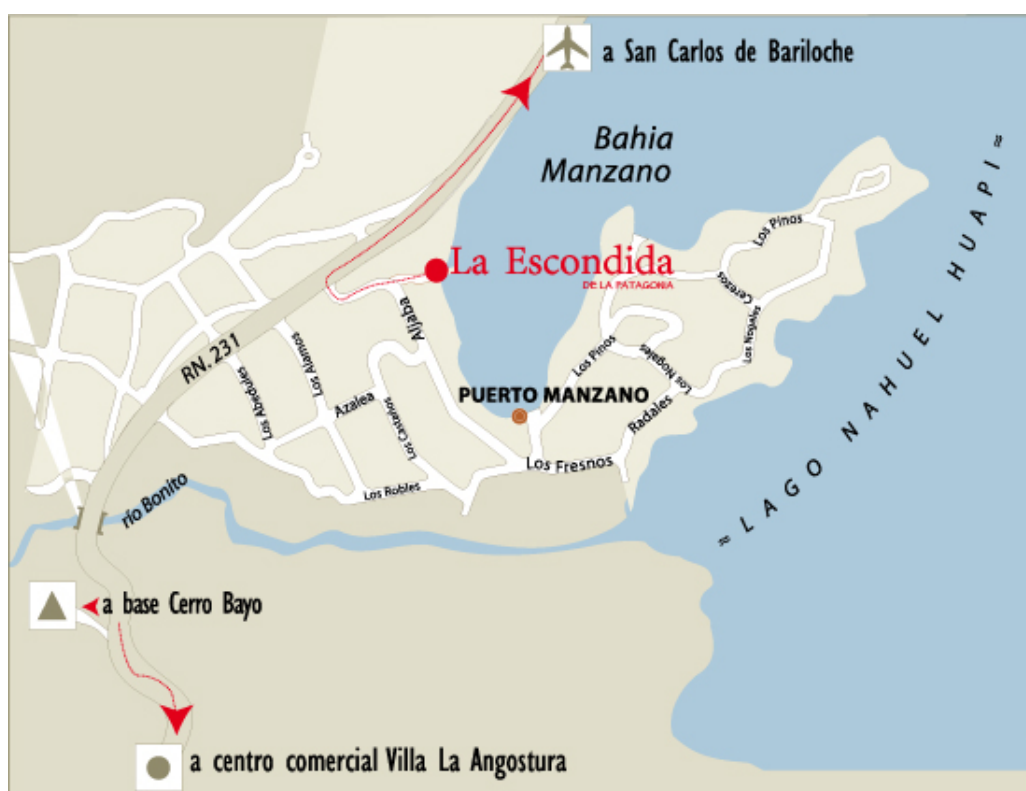 a San Carlos de Bariloche
Bahia
Manzano
La Escondida
DE LA PATAGONIA
Los Pinos
Cerezos
Los Nogales
Aljaba
RN. 231
Los Alamos
Los Abedules
Azalea
Los Castaños
Los Pinos
Los Nogales
PUERTO MANZANO
Radales
Los Fresnos
Los Robles
río Bonito
≈ LAGO NAHUEL HUAPI ≈
a base Cerro Bayo
a centro comercial Villa La Angostura